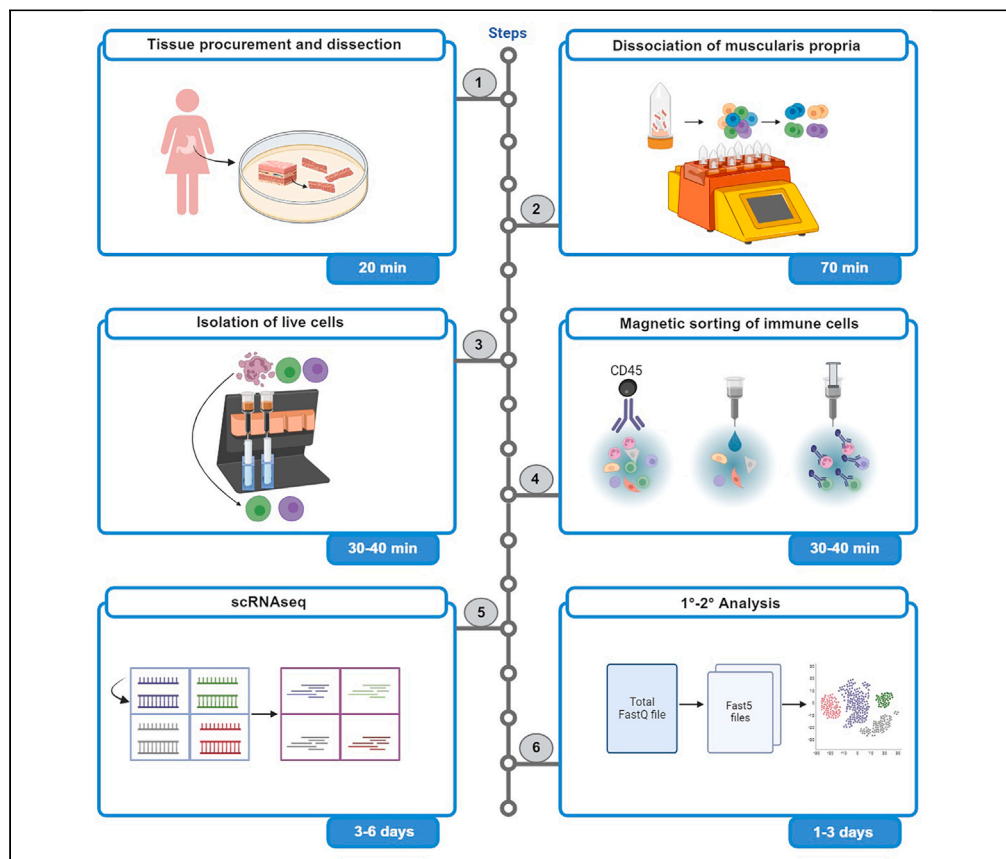 Steps
Tissue procurement and dissection
1
20 min
Dissociation of muscularis propria
2
70 min
Isolation of live cells
3
30-40 min
Magnetic sorting of immune cells
CD45
4
30-40 min
scRNAseq
5
3-6 days
1°-2° Analysis
Total
FastQ file
Fast5
files
6
1-3 days